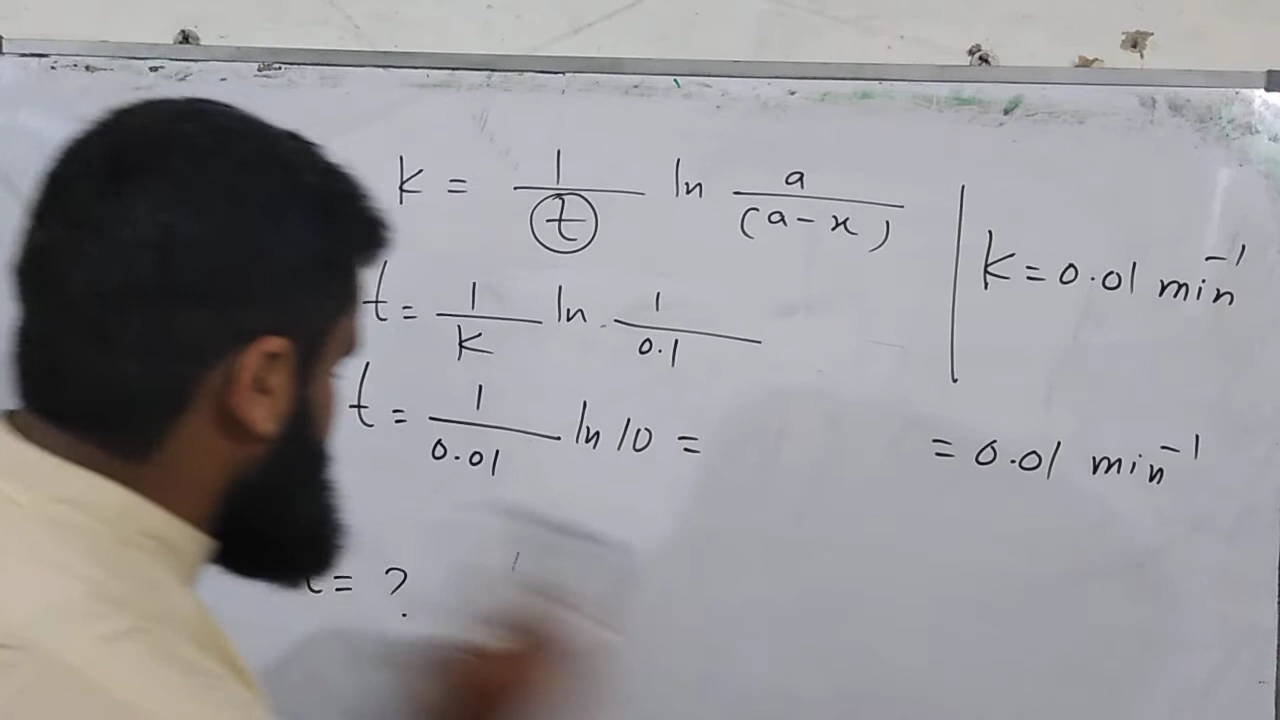 k = 1/t ln a/(a-x)
k = 0.01 min⁻¹
t = 1/k ln 1/0.1
t = 1/0.01 ln 10 =
= 0.01 min⁻¹
= ?